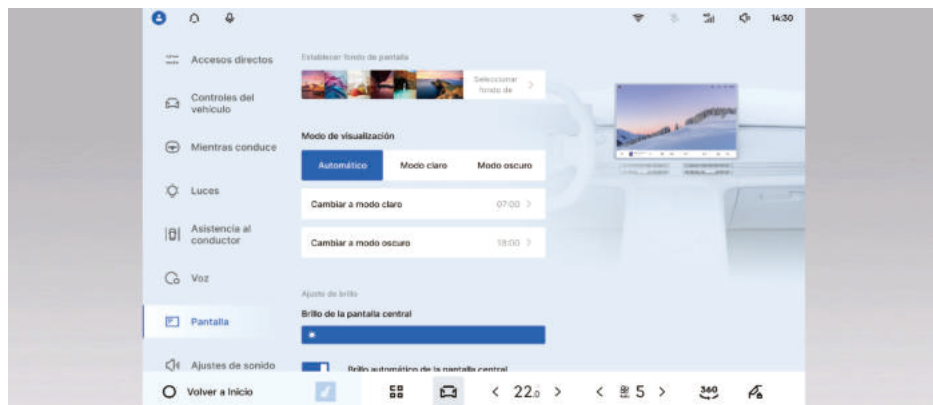 14:30
Accesos directos
Controles del
vehículo
Mientras conduce
Luces
Asistencia al
conductor
Voz
Pantalla
Ajustes de sonido
Establecer fondo de pantalla
Seleccionar
fondo de
Modo de visualización
Automático Modo claro Modo oscuro
Cambiar a modo claro 07:00
Cambiar a modo oscuro 18:00
Ajuste de brillo
Brillo de la pantalla central
Brillo automático de la pantalla central
Volver a Inicio
22.0
5
360